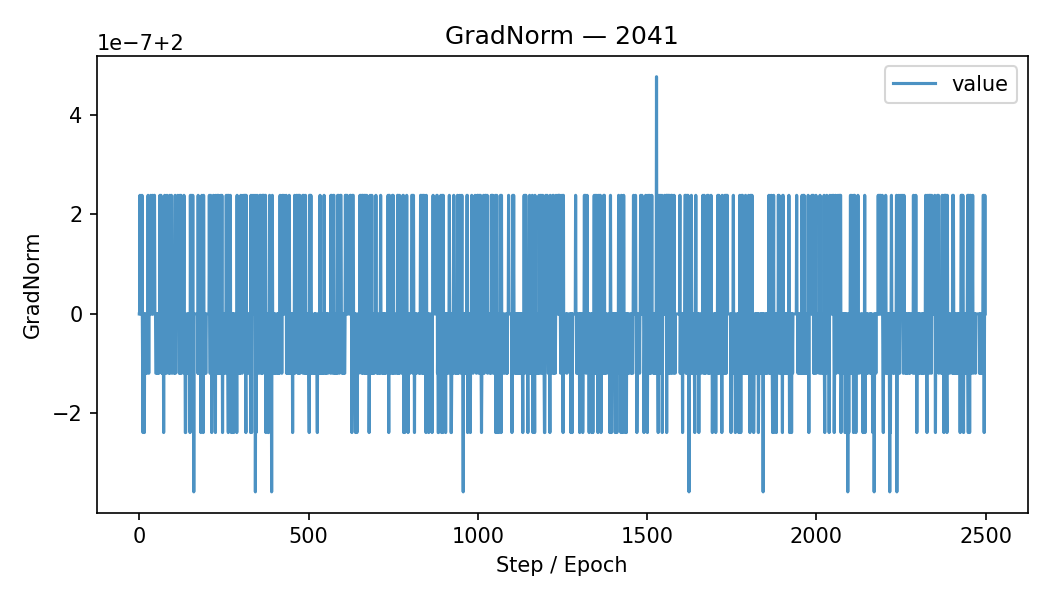 GradNorm — 2041
1e−7+2
value
4
2
0
−2
GradNorm
0
500
1000
1500
2000
2500
Step / Epoch